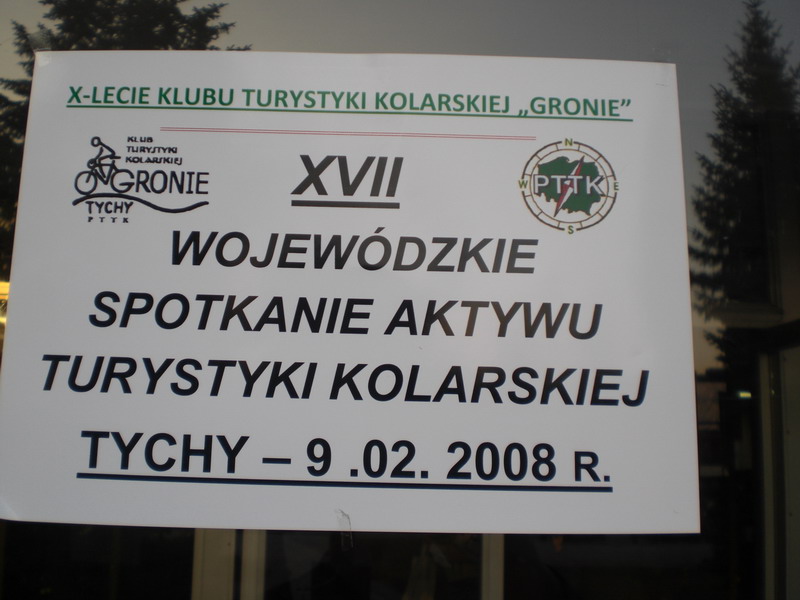 X-LECIE KLUBU TURYSTYKI KOLARSKIEJ „GRONIE”
KLUB
TURYSTYKI
KOLARSKIEJ
GRONIE
TYCHY
PTTK
XVII
N
W PTTK E
S
WOJEWÓDZKIE
SPOTKANIE AKTYWU
TURYSTYKI KOLARSKIEJ
TYCHY – 9 .02. 2008 R.